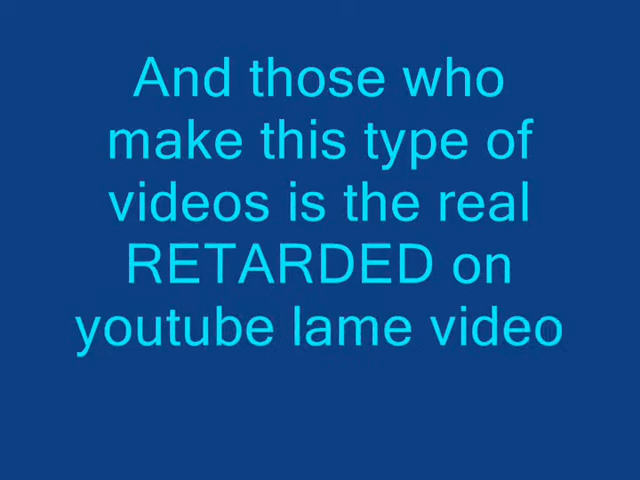 And those who
make this type of
videos is the real
RETARDED on
youtube lame video